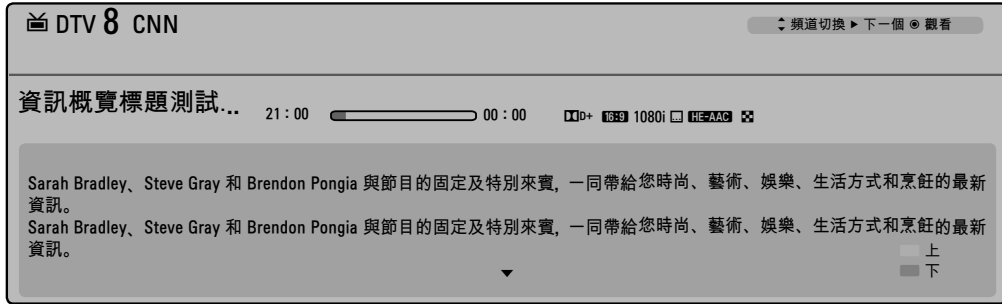 DTV 8 CNN
頻道切換 ▶ 下一個 ◉ 觀看
資訊概覽標題測試... 21：00 00：00 DD+ 16:9 1080i HE-AAC
Sarah Bradley、Steve Gray 和 Brendon Pongia 與節目的固定及特別來賓, 一同帶給您時尚、藝術、娛樂、生活方式和烹飪的最新
資訊。
Sarah Bradley、Steve Gray 和 Brendon Pongia 與節目的固定及特別來賓, 一同帶給您時尚、藝術、娛樂、生活方式和烹飪的最新
資訊。
上
下